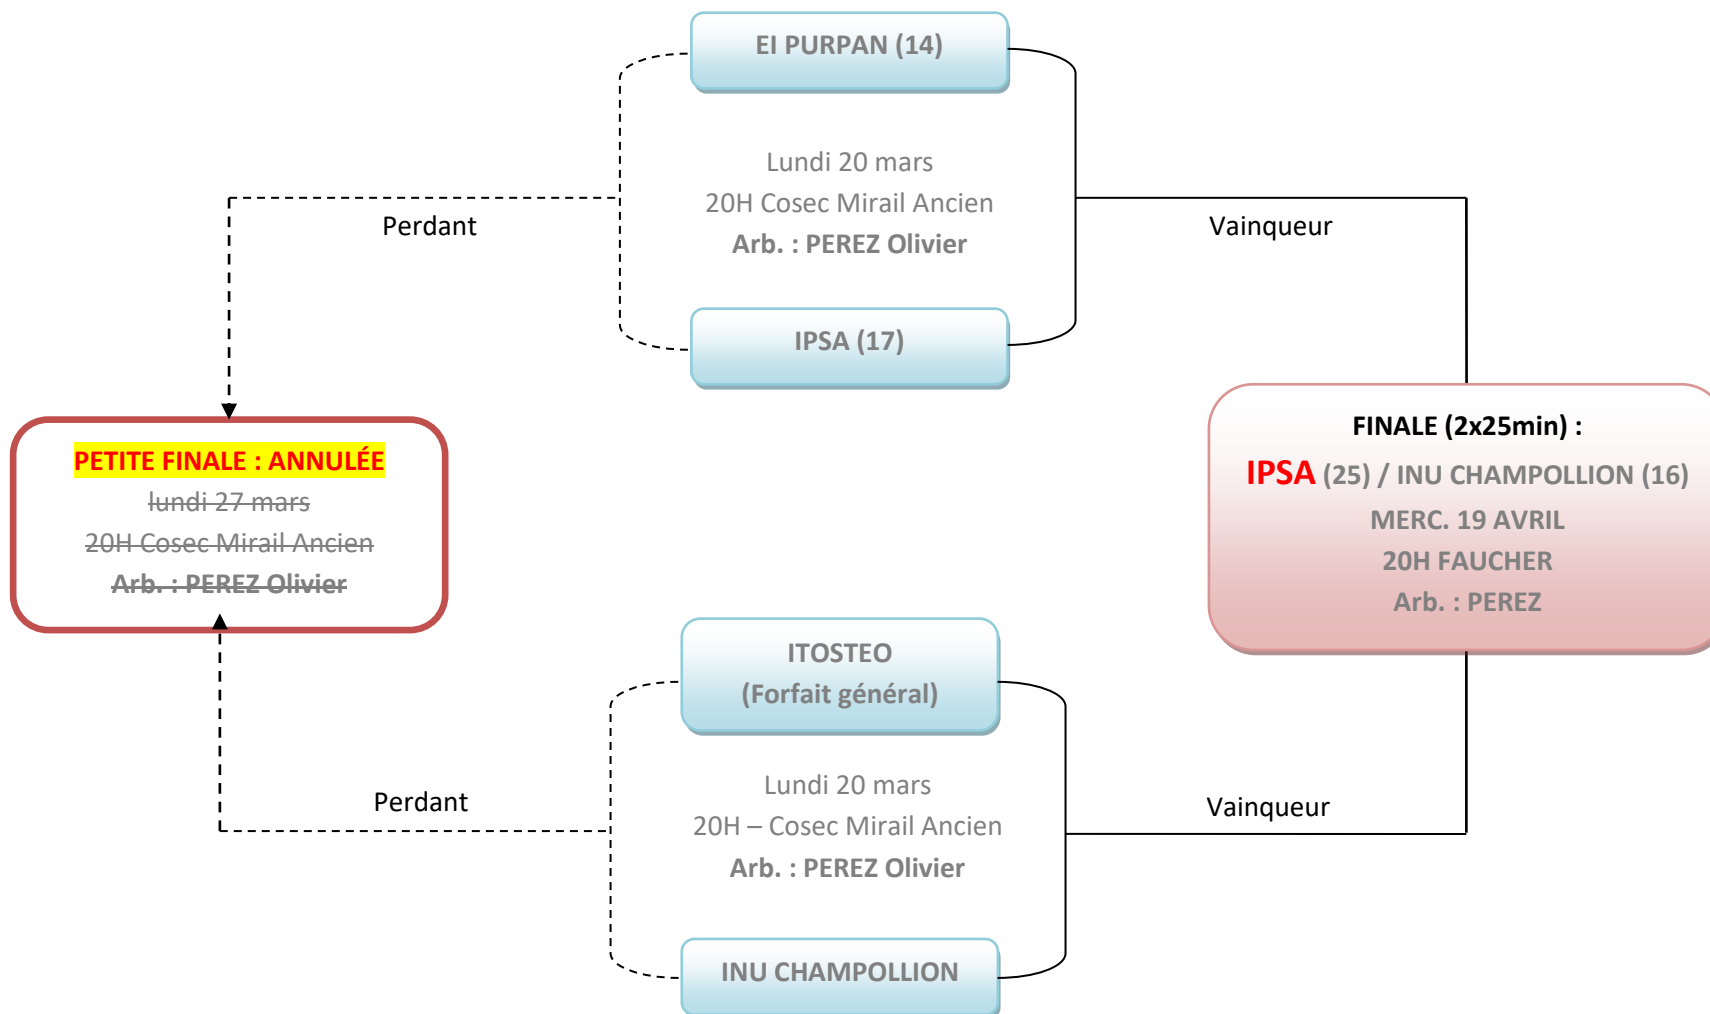 EI PURPAN (14)
Lundi 20 mars
20H Cosec Mirail Ancien
Arb. : PEREZ Olivier
Perdant
Vainqueur
IPSA (17)
PETITE FINALE : ANNULÉE
lundi 27 mars
20H Cosec Mirail Ancien
Arb. : PEREZ Olivier
FINALE (2x25min) :
IPSA (25) / INU CHAMPOLLION (16)
MERC. 19 AVRIL
20H FAUCHER
Arb. : PEREZ
ITOSTEO
(Forfait général)
Lundi 20 mars
20H – Cosec Mirail Ancien
Arb. : PEREZ Olivier
Perdant
Vainqueur
INU CHAMPOLLION